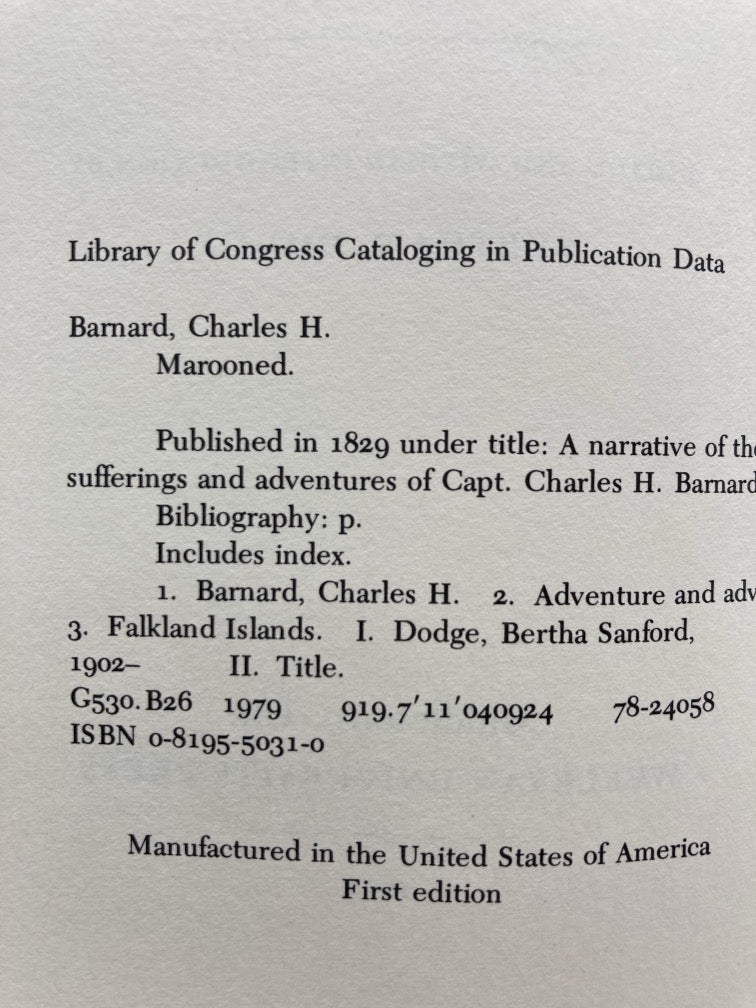 Library of Congress Cataloging in Publication Data
Barnard, Charles H.
Marooned.
Published in 1829 under title: A narrative of the
sufferings and adventures of Capt. Charles H. Barnard
Bibliography: p.
Includes index.
1. Barnard, Charles H. 2. Adventure and adv
3. Falkland Islands. I. Dodge, Bertha Sanford,
1902– II. Title.
G530.B26 1979 919.7′11′040924 78-24058
ISBN 0-8195-5031-0
Manufactured in the United States of America
First edition